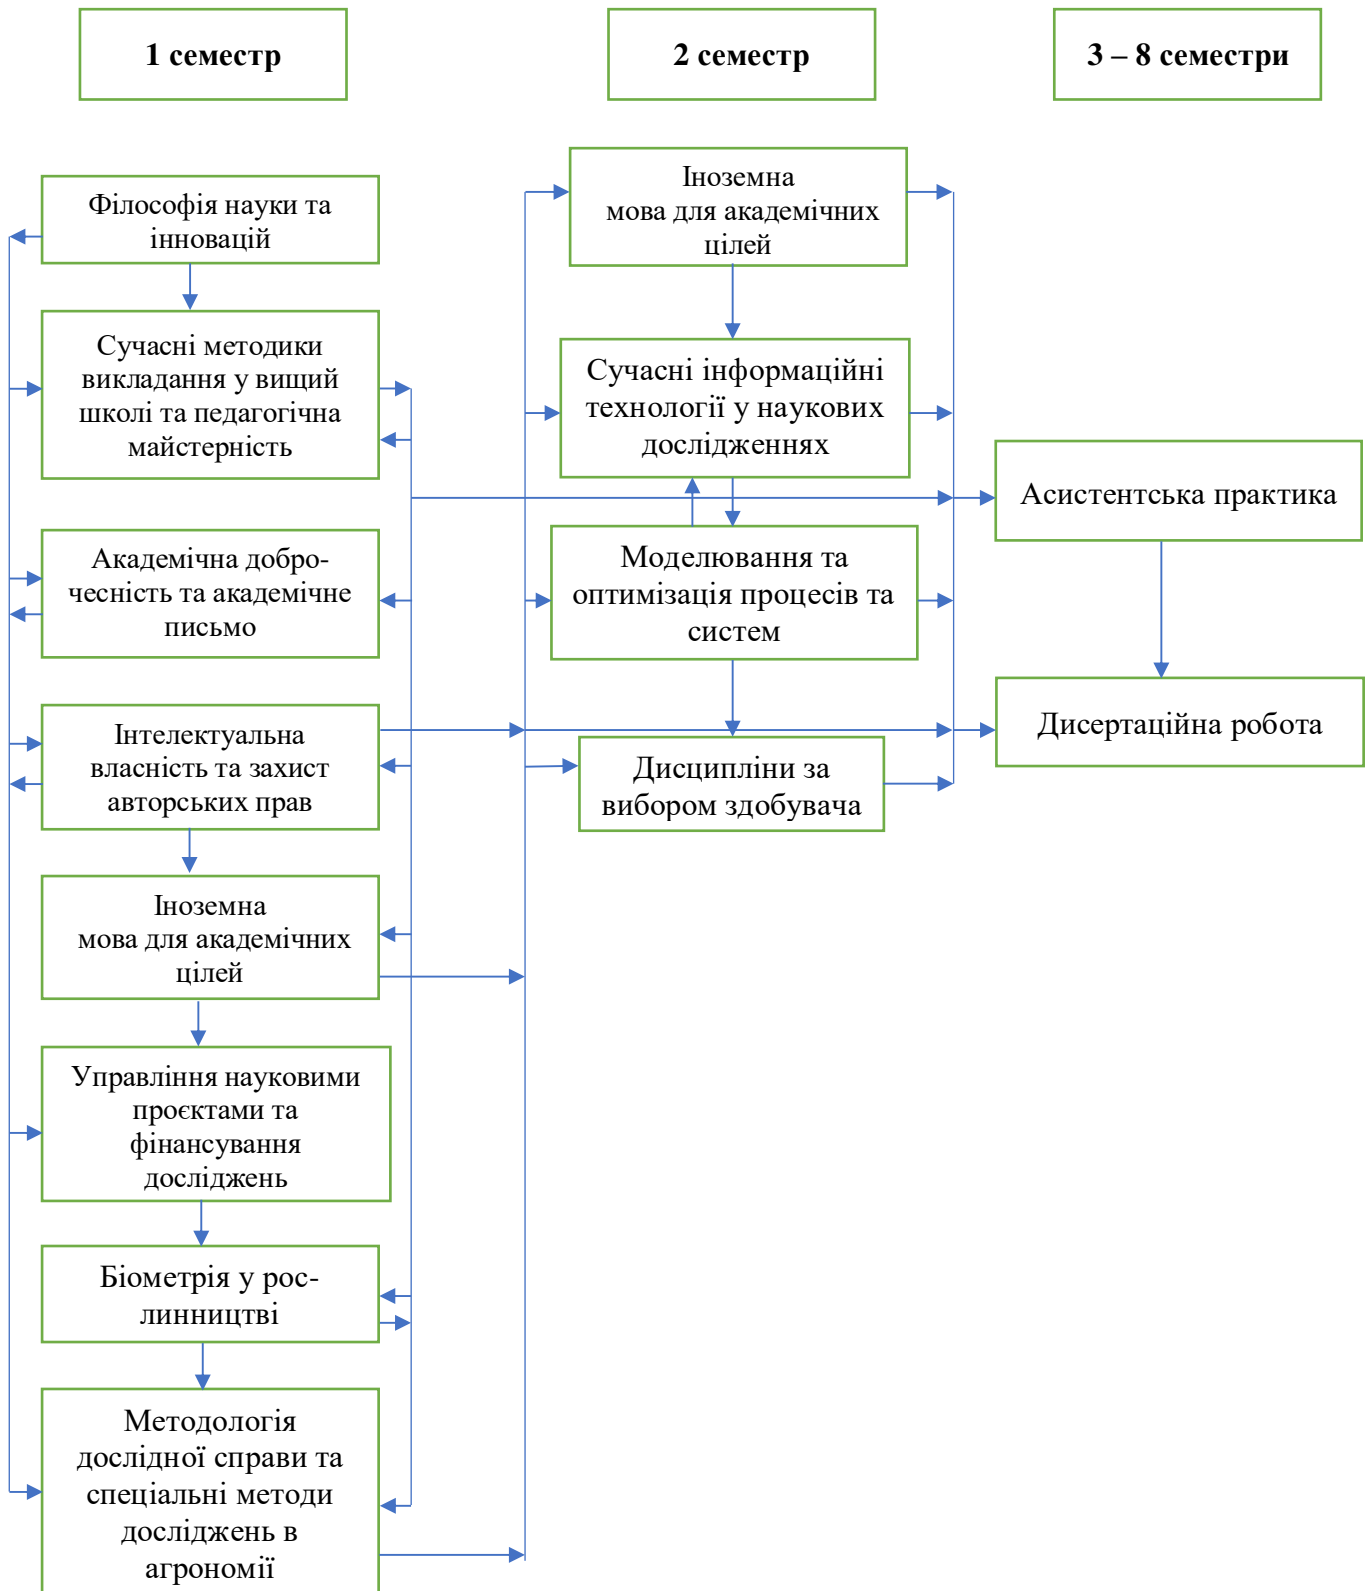 1 семестр
2 семестр
3 – 8 семестри
Філософія науки та
інновацій
Сучасні методики
викладання у вищий
школі та педагогічна
майстерність
Академічна добро-
чесність та академічне
письмо
Інтелектуальна
власність та захист
авторських прав
Іноземна
мова для академічних
цілей
Управління науковими
проєктами та
фінансування
досліджень
Біометрія у рос-
линництві
Методологія
дослідної справи та
спеціальні методи
досліджень в
агрономії
Іноземна
мова для академічних
цілей
Сучасні інформаційні
технології у наукових
дослідженнях
Моделювання та
оптимізація процесів та
систем
Дисципліни за
вибором здобувача
Асистентська практика
Дисертаційна робота